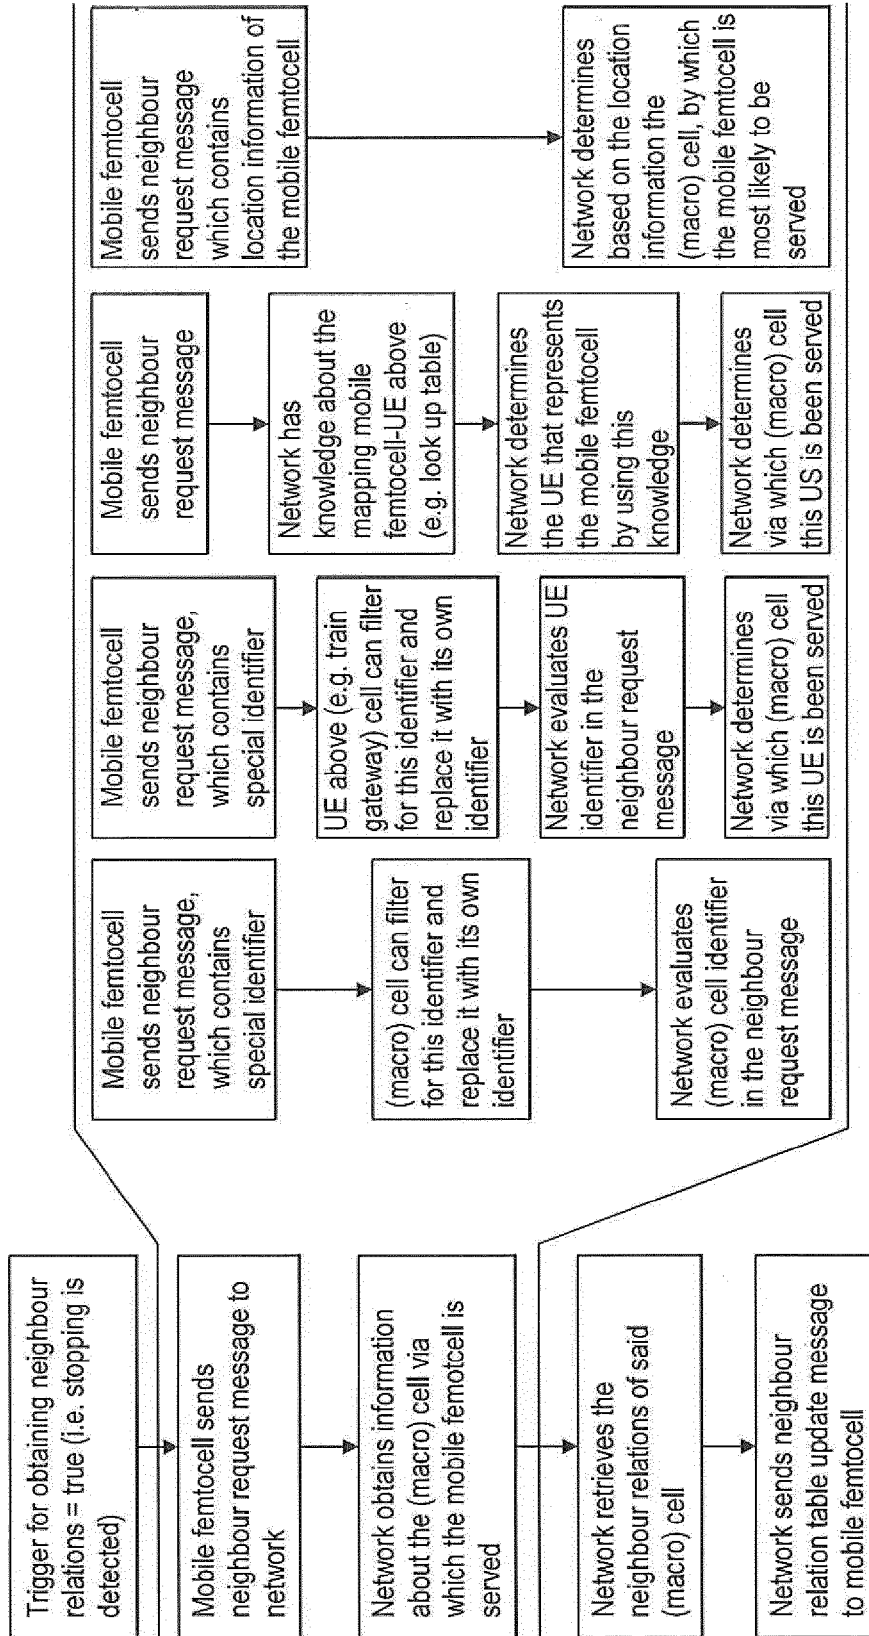 Trigger for obtaining neighbour
relations = true (i.e. stopping is
detected)
Mobile femtocell sends
neighbour request message to
network
Network obtains information
about the (macro) cell via
which the mobile femotcell is
served
Network retrieves the
neighbour relations of said
(macro) cell
Network sends neighbour
relation table update message
to mobile femtocell
Mobile femtocell
sends neighbour
request message,
which contains
special identifier
(macro) cell can filter
for this identifier and
replace it with its own
identifier
Network evaluates
(macro) cell identifier
in the neighbour
request message
Mobile femtocell
sends neighbour
request message,
which contains
special identifier
UE above (e.g. train
gateway) cell can filter
for this identifier and
replace it with its own
identifier
Network evaluates UE
identifier in the
neighbour request
message
Network determines
via which (macro) cell
this UE is been served
Mobile femtocell
sends neighbour
request message
Network has
knowledge about the
mapping mobile
femtocell-UE above
(e.g. look up table)
Network determines
the UE that represents
the mobile femtocell
by using this
knowledge
Network determines
via which (macro) cell
this US is been served
Mobile femtocell
sends neighbour
request message
which contains
location information of
the mobile femtocell
Network determines
based on the location
information the
(macro) cell, by which
the mobile femtocell is
most likely to be
served